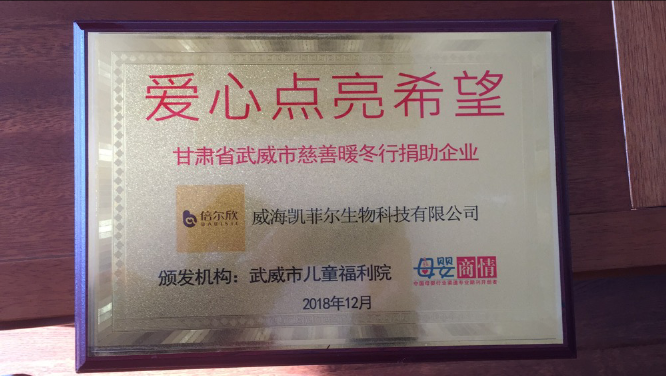 爱心点亮希望
甘肃省武威市慈善暖冬行捐助企业
倍尔欣
威海凯菲尔生物科技有限公司
颁发机构：武威市儿童福利院
母婴商情
2018年12月